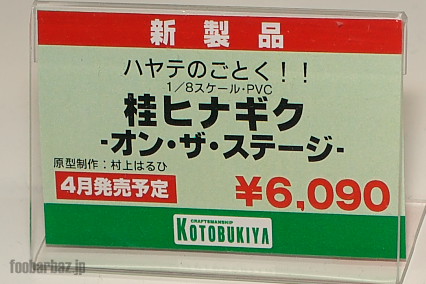 新製品
ハヤテのごとく!!
1/8スケール・PVC
桂ヒナギク
-オン・ザ・ステージ-
原型制作:村上はるひ
4月発売予定
¥6,090
CRAFTSMANSHIP
KOTOBUKIYA
foobarbaz.jp